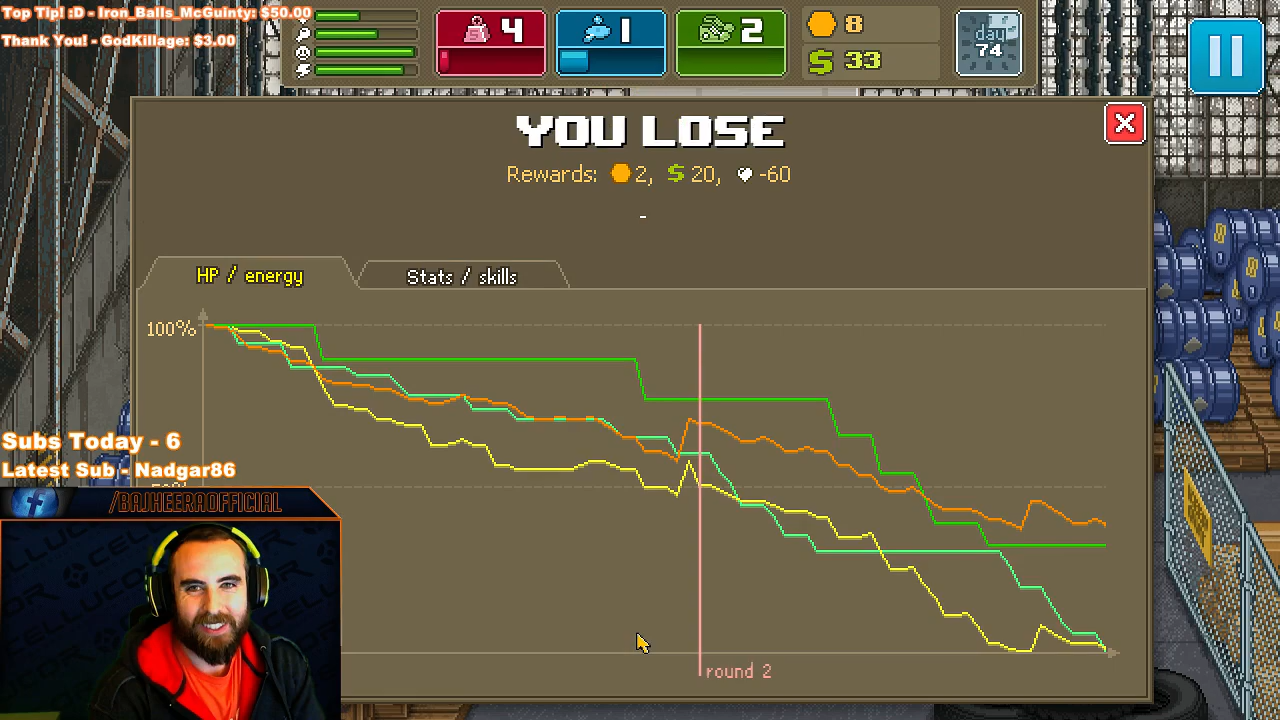 Top Tip! :D - Iron_Balls_McGuinty: $50.00
Thank You! - GodKillage: $3.00
4
1
2
8
$ 33
day
74
YOU LOSE
Rewards: 2, $ 20, -60
-
HP / energy
Stats / skills
100%
Subs Today - 6
Latest Sub - Nadgar86
/BAJHEERAOFFICIAL
round 2